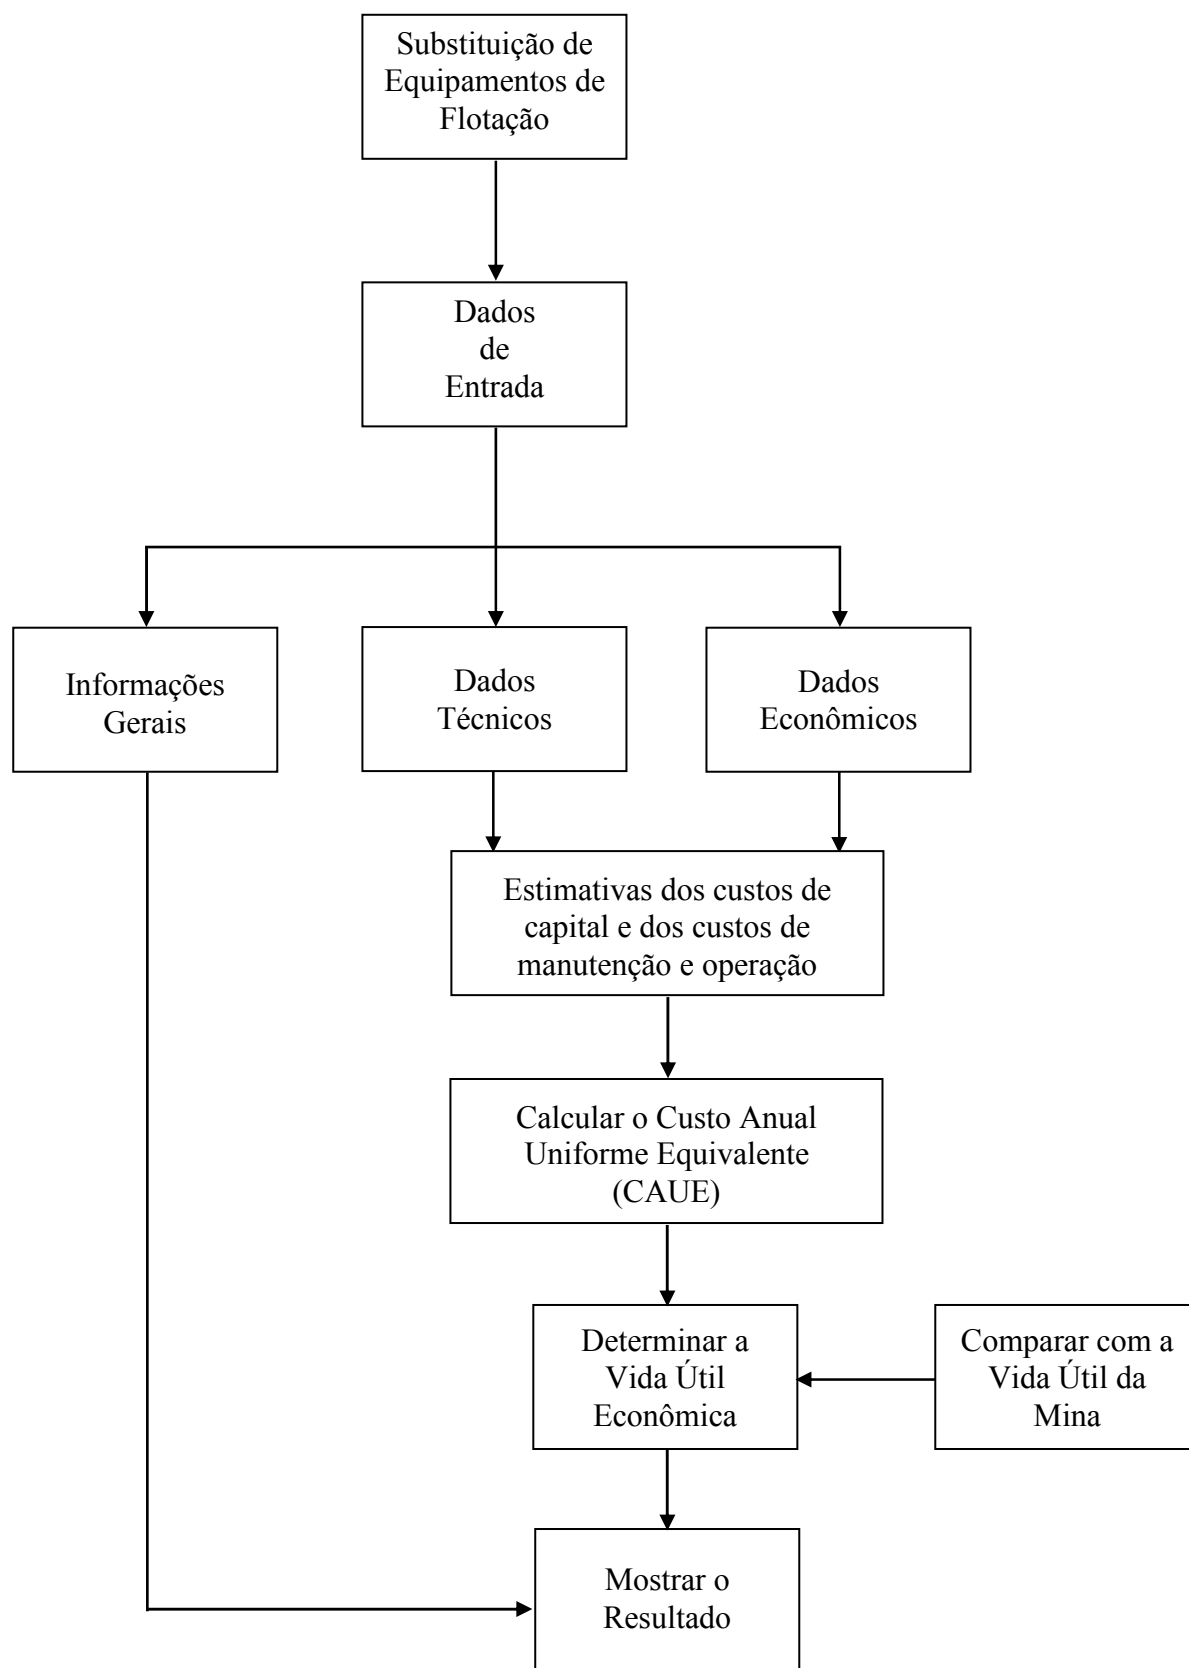 Substituição de
Equipamentos de
Flotação
Dados
de
Entrada
Informações
Gerais
Dados
Técnicos
Dados
Econômicos
Estimativas dos custos de
capital e dos custos de
manutenção e operação
Calcular o Custo Anual
Uniforme Equivalente
(CAUE)
Determinar a
Vida Útil
Econômica
Comparar com a
Vida Útil da
Mina
Mostrar o
Resultado